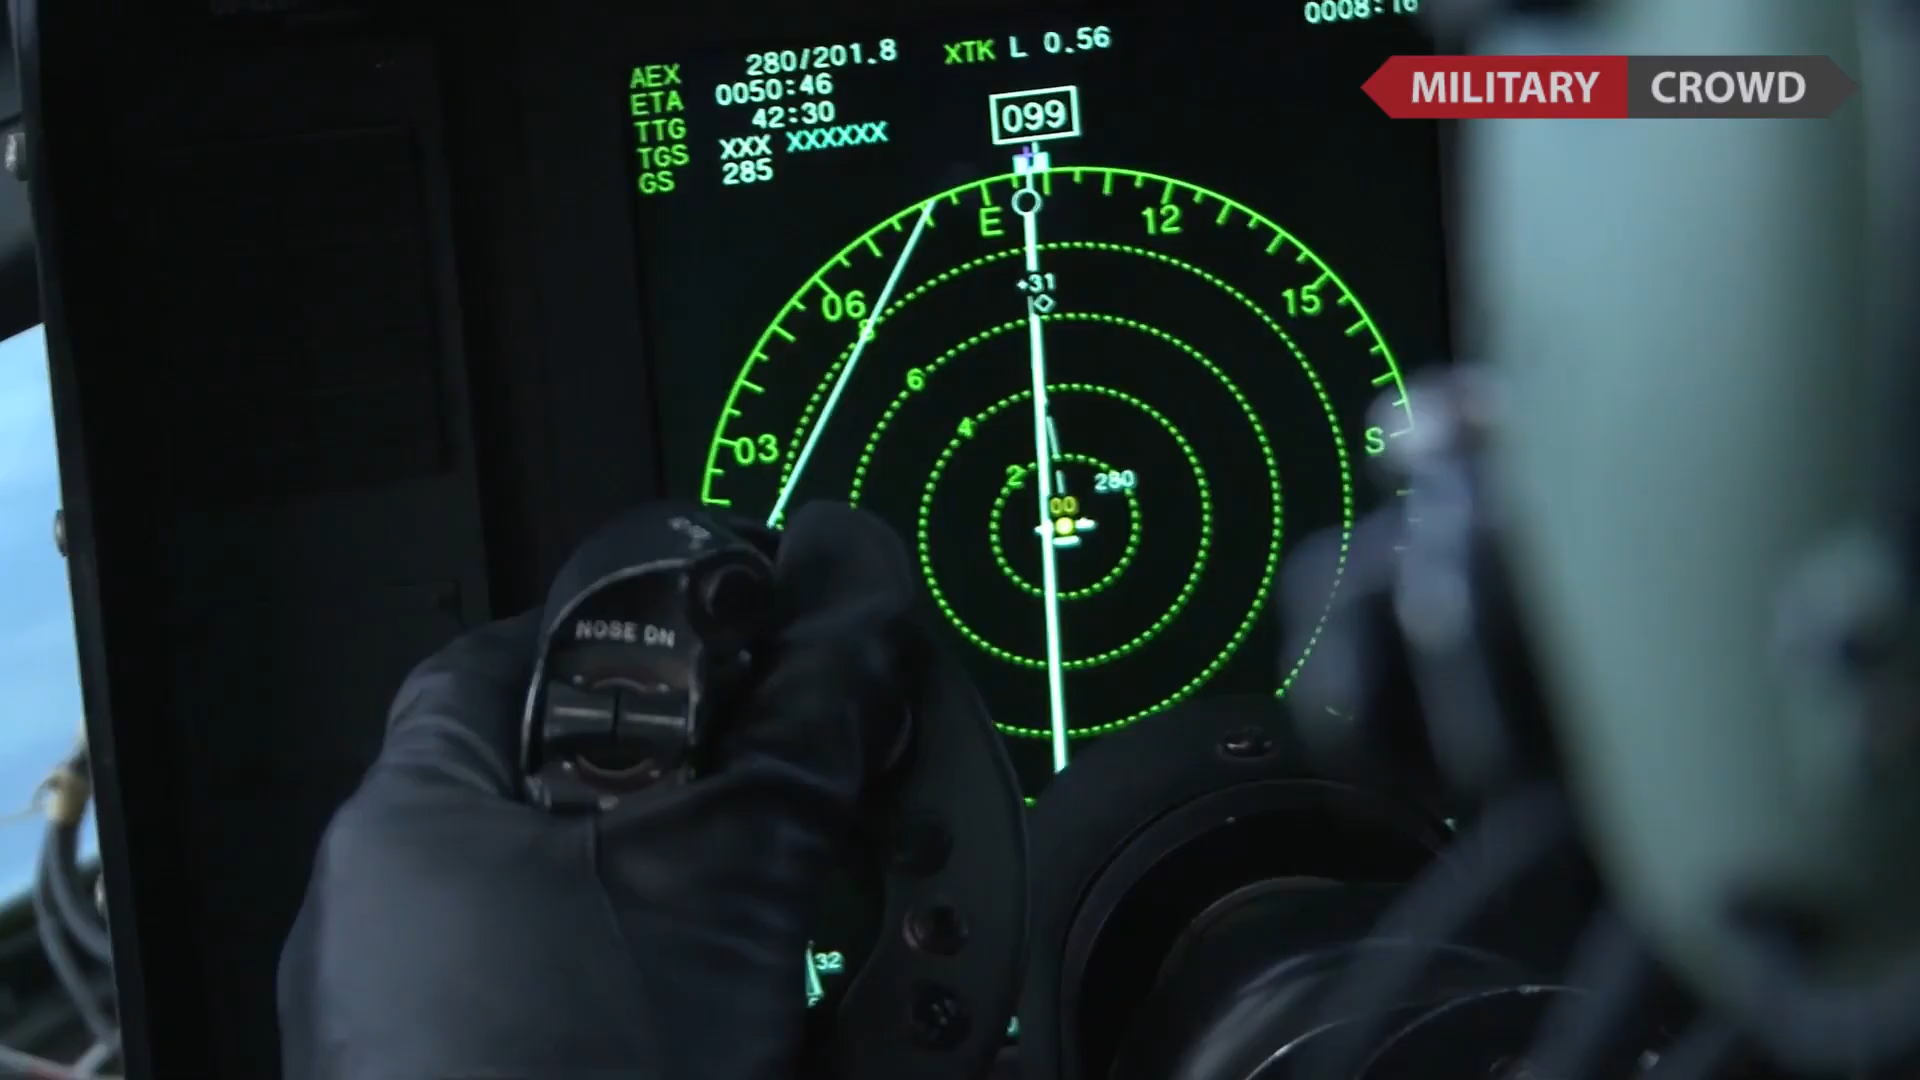 0008:16
AEX 280/201.8 XTK L 0.56
ETA 0050:46
TTG 42:30
TGS XXX XXXXXX
GS 285
099
MILITARY CROWD
E
12
+31
06
15
8
6
4
03
S
2
280
00
NOSE DN
32